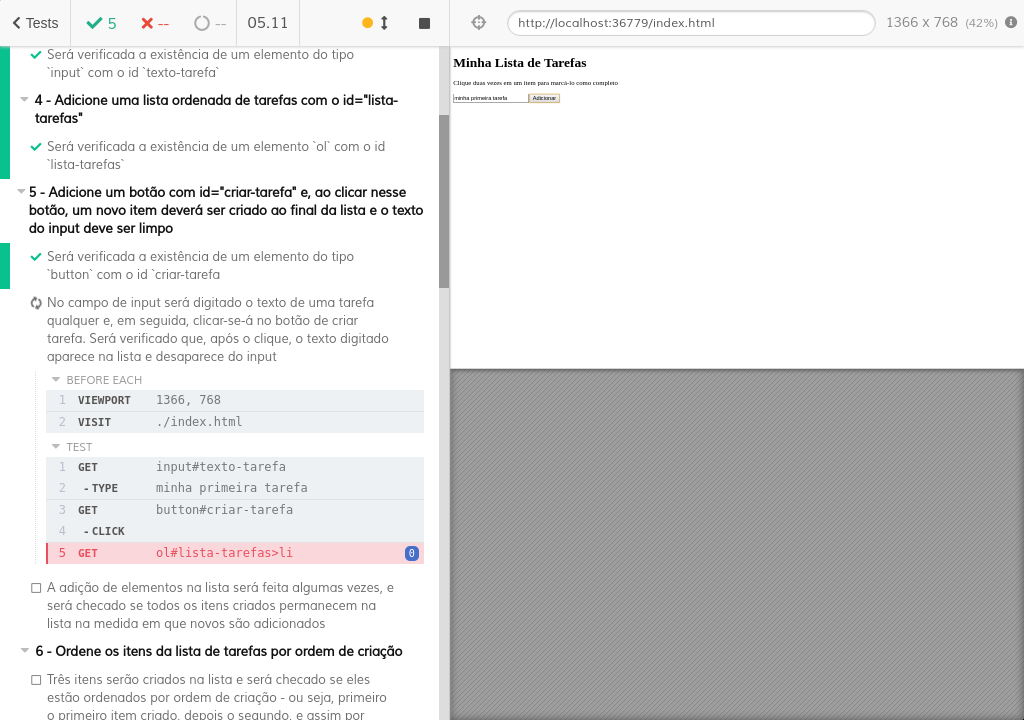 Tests
5
--
--
05.11
http://localhost:36779/index.html
1366 x 768 (42%)
Será verificada a existência de um elemento do tipo
`input` com o id `texto-tarefa`
4 - Adicione uma lista ordenada de tarefas com o id="lista-
tarefas"
Será verificada a existência de um elemento `ol` com o id
`lista-tarefas`
5 - Adicione um botão com id="criar-tarefa" e, ao clicar nesse
botão, um novo item deverá ser criado ao final da lista e o texto
do input deve ser limpo
Será verificada a existência de um elemento do tipo
`button` com o id `criar-tarefa
No campo de input será digitado o texto de uma tarefa
qualquer e, em seguida, clicar-se-á no botão de criar
tarefa. Será verificado que, após o clique, o texto digitado
aparece na lista e desaparece do input
BEFORE EACH
1 VIEWPORT 1366, 768
2 VISIT ./index.html
TEST
1 GET input#texto-tarefa
2 -TYPE minha primeira tarefa
3 GET button#criar-tarefa
4 -CLICK
5 GET ol#lista-tarefas>li 0
A adição de elementos na lista será feita algumas vezes, e
será checado se todos os itens criados permanecem na
lista na medida em que novos são adicionados
6 - Ordene os itens da lista de tarefas por ordem de criação
Três itens serão criados na lista e será checado se eles
estão ordenados por ordem de criação - ou seja, primeiro
o primeiro item criado, depois o segundo, e assim por
Minha Lista de Tarefas
Clique duas vezes em um item para marcá-lo como completo
minha primeira tarefa
Adicionar